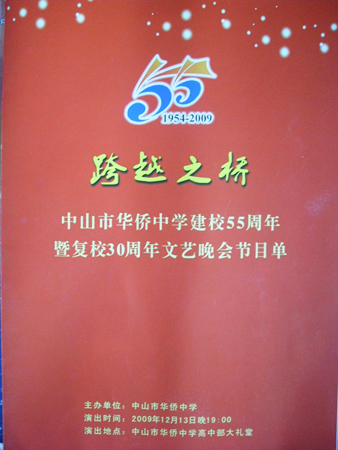 55
1954-2009
跨越之桥
中山市华侨中学建校55周年
暨复校30周年文艺晚会节目单
主办单位：中山市华侨中学
演出时间：2009年12月13日晚19:00
演出地点：中山市华侨中学高中部大礼堂